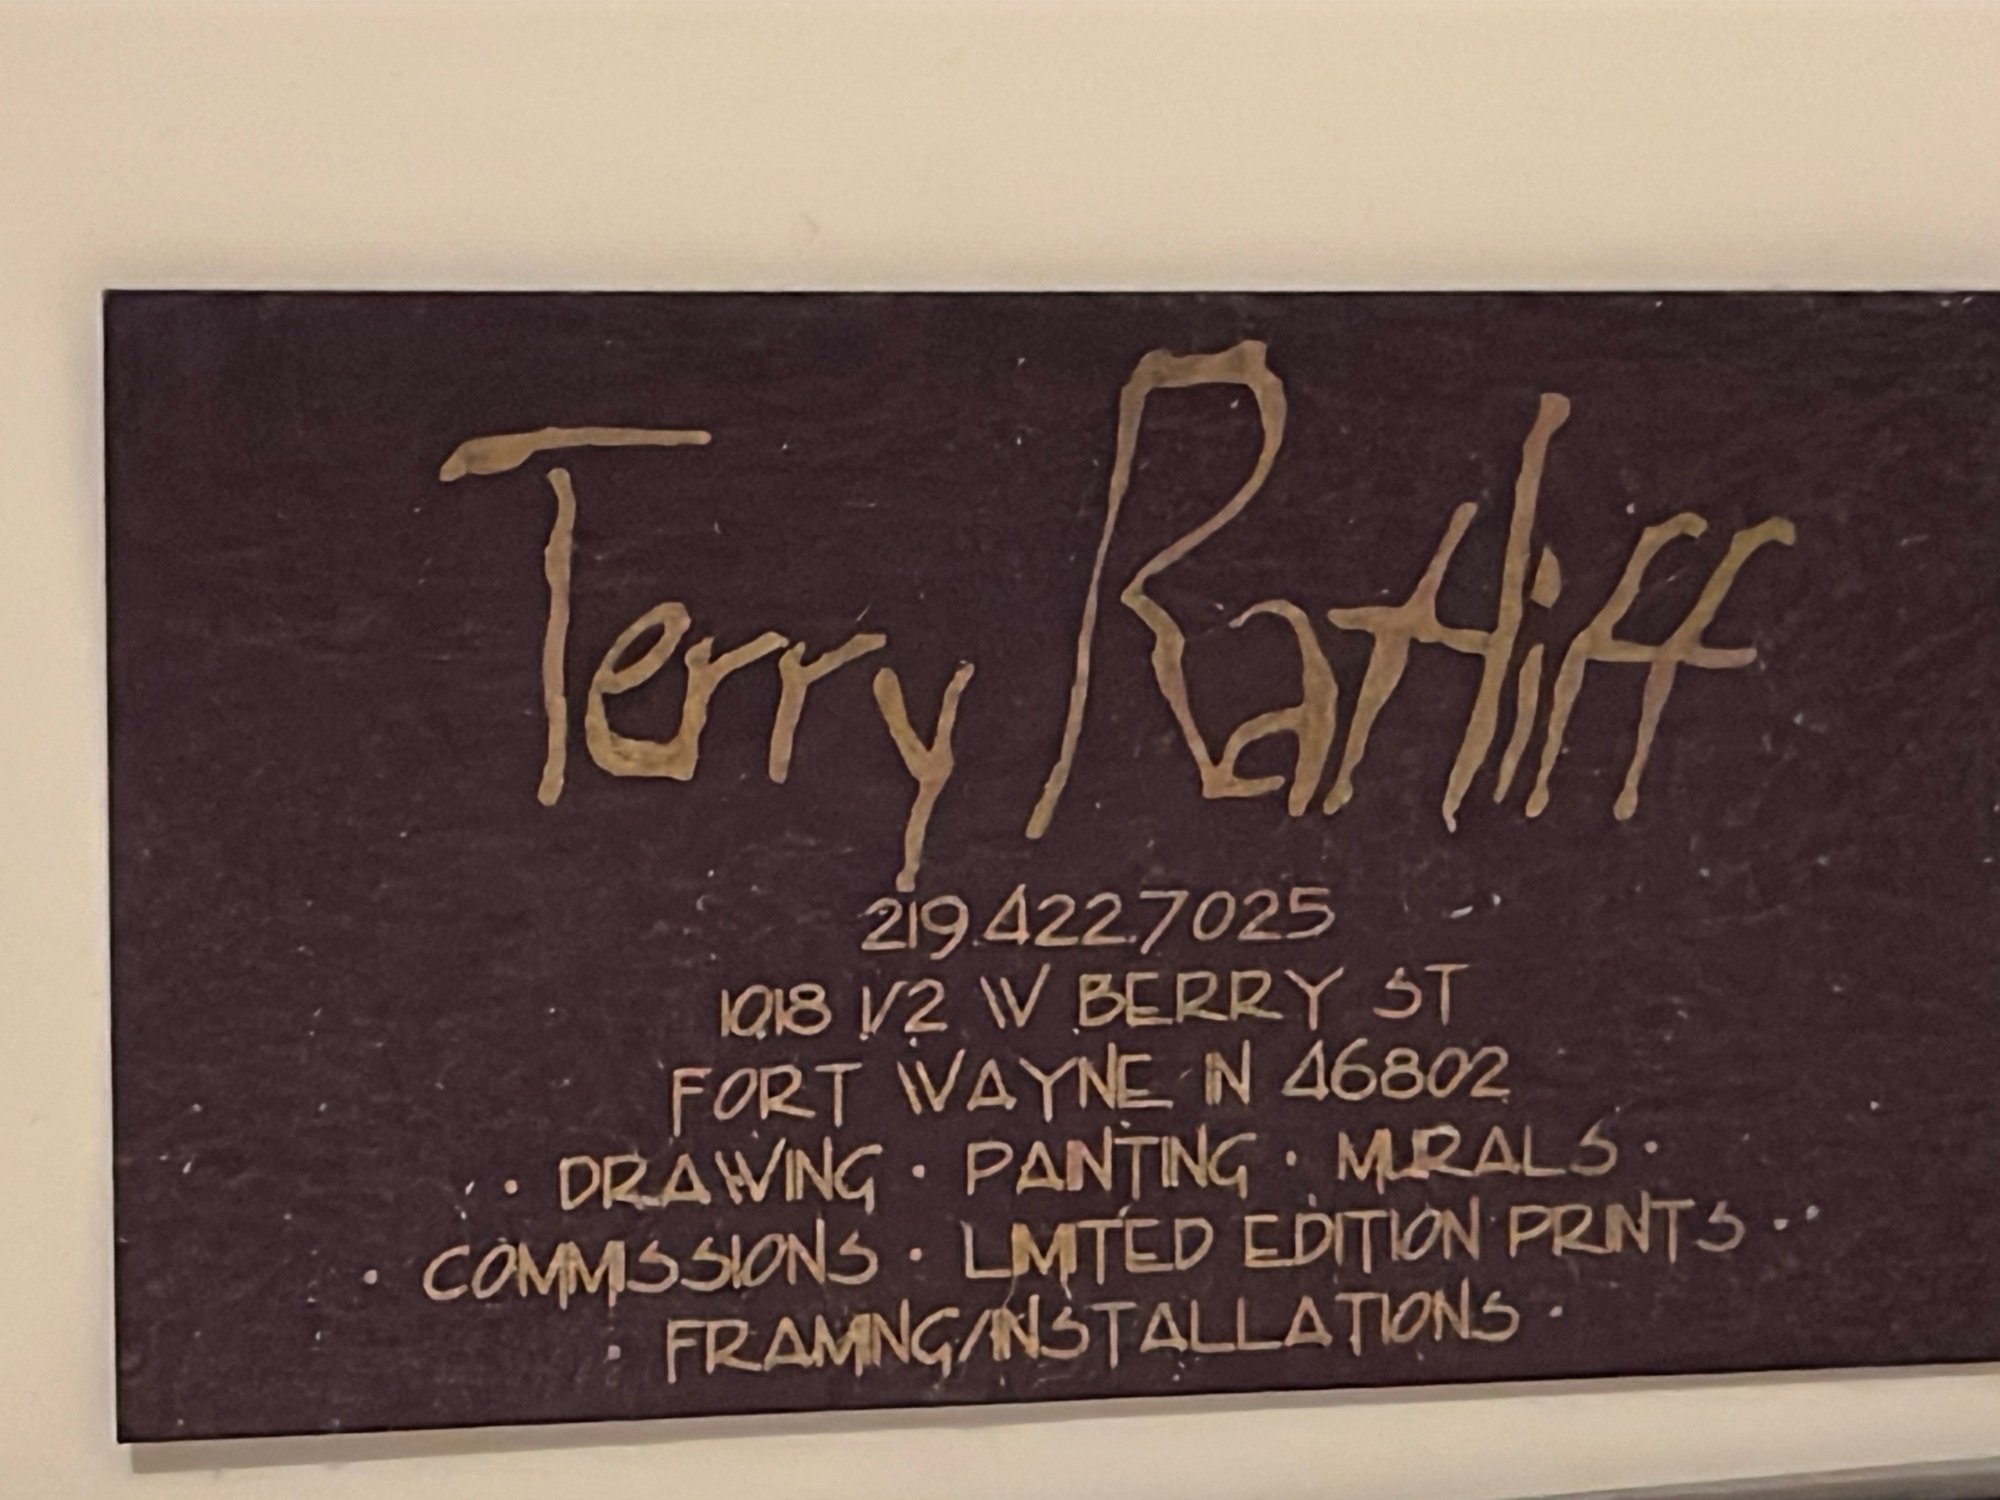 Terry Ratliff
219.422.7025
1018 1/2 W BERRY ST
FORT WAYNE IN 46802
· DRAWING · PAINTING · MURALS ·
· COMMISSIONS · LIMITED EDITION PRINTS ·
· FRAMING/INSTALLATIONS ·